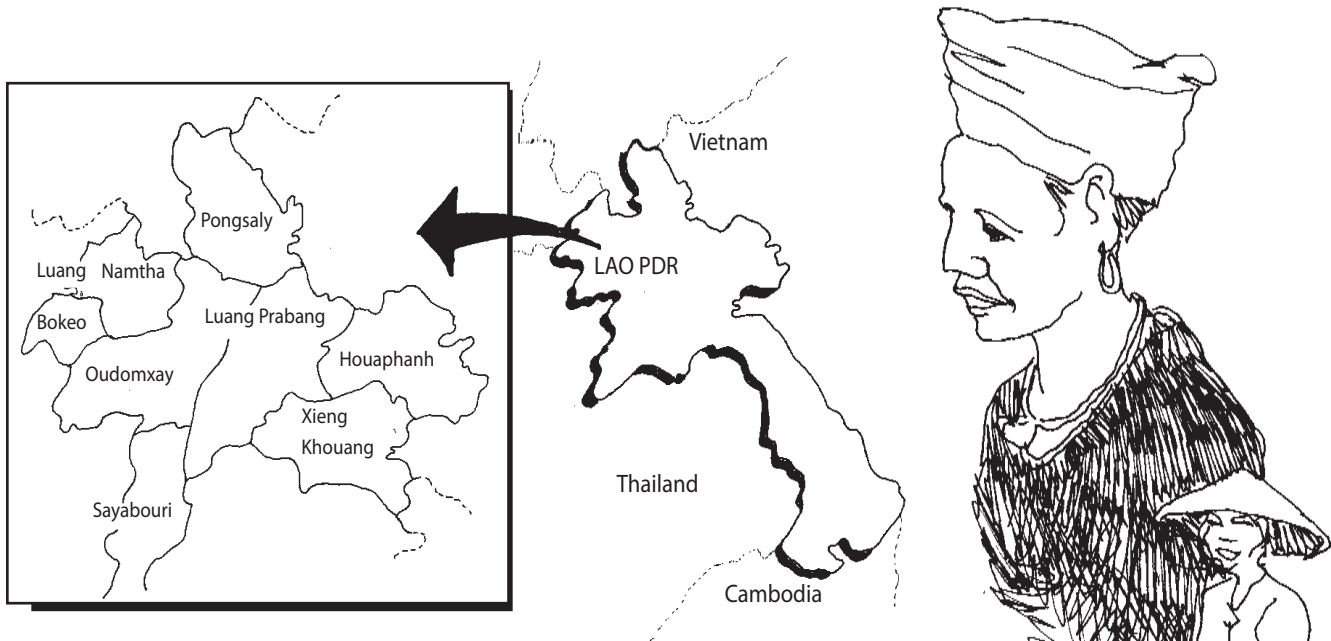 Pongsaly
Luang Namtha
Bokeo
Luang Prabang
Houaphanh
Oudomxay
Xieng
Khouang
Sayabouri
Vietnam
LAO PDR
Thailand
Cambodia